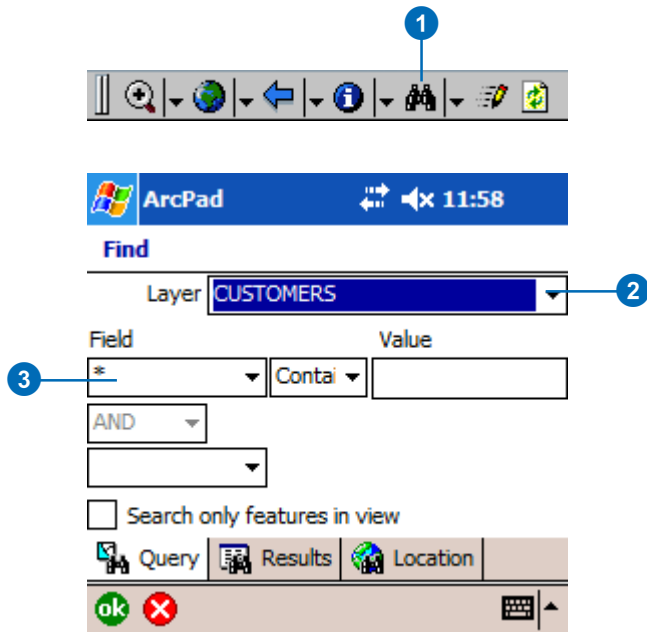 1
ArcPad 11:58
Find
Layer CUSTOMERS
2
Field Value
3
* Contai
AND
Search only features in view
Query Results Location
ok